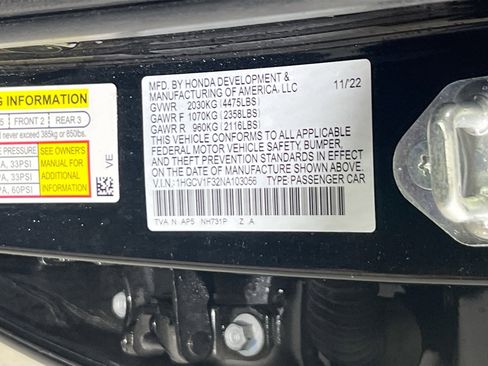 G INFORMATION
5 FRONT 2 REAR 3
never exceed 385kg or 850lbs.
PRESSURE SEE OWNER'S
A, 33PSI MANUAL FOR
A, 33PSI ADDITIONAL
PA, 60PSI INFORMATION
MFD. BY HONDA DEVELOPMENT & 11/22
MANUFACTURING OF AMERICA, LLC
GVWR 2030KG (4475LBS)
GAWR F 1070KG (2358LBS)
GAWR R 960KG (2116LBS)
THIS VEHICLE CONFORMS TO ALL APPLICABLE
FEDERAL MOTOR VEHICLE SAFETY, BUMPER,
AND THEFT PREVENTION STANDARDS IN EFFECT
ON THE DATE OF MANUFACTURE SHOWN ABOVE.
V.I.N.:1HGCV1F32NA103056 TYPE PASSENGER CAR
TVA N AP5 NH731P Z A